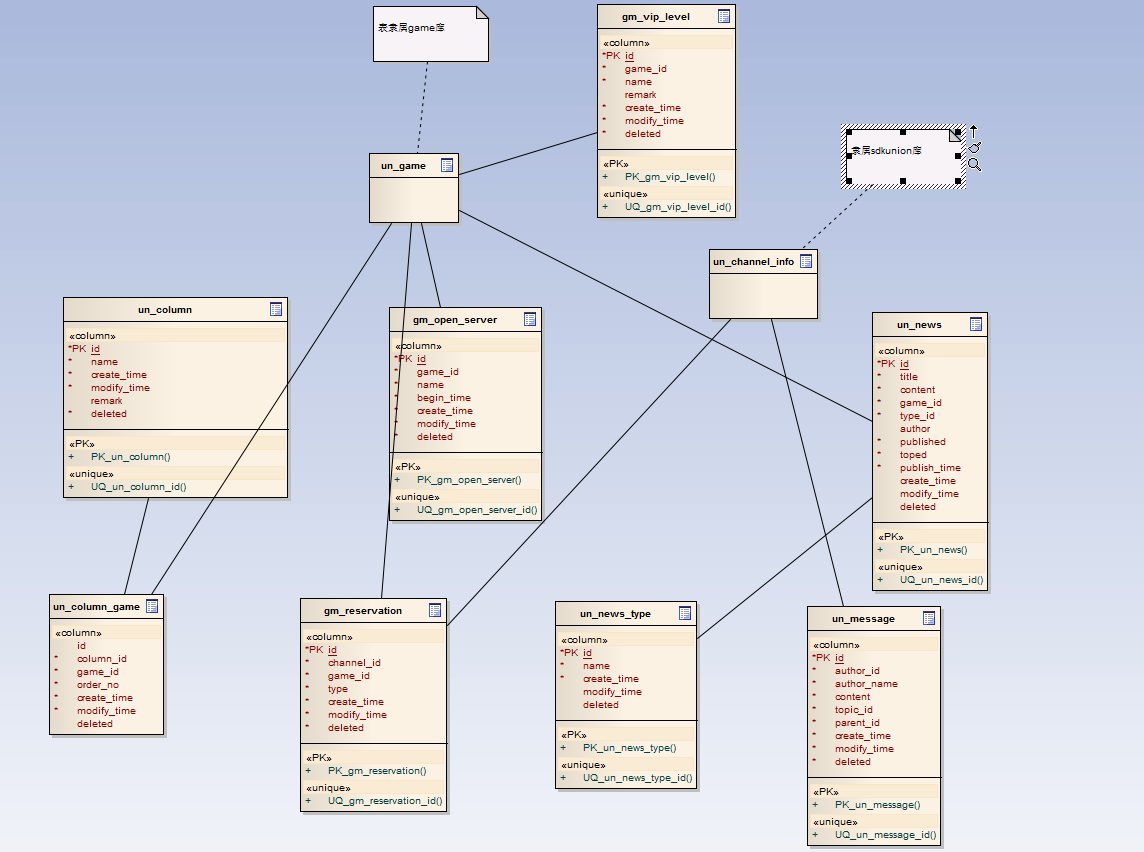 表隶属game库
gm_vip_level
«column»
*PK id
* game_id
* name
remark
* create_time
* modify_time
* deleted
«PK»
+ PK_gm_vip_level()
«unique»
+ UQ_gm_vip_level_id()
隶属sdkunion库
un_game
un_channel_info
un_column
«column»
*PK id
* name
* create_time
* modify_time
remark
* deleted
«PK»
+ PK_un_column()
«unique»
+ UQ_un_column_id()
gm_open_server
«column»
*PK id
* game_id
* name
* begin_time
* create_time
* modify_time
* deleted
«PK»
+ PK_gm_open_server()
«unique»
+ UQ_gm_open_server_id()
un_news
«column»
*PK id
* title
* content
* game_id
* type_id
author
* published
* toped
* publish_time
create_time
modify_time
deleted
«PK»
+ PK_un_news()
«unique»
+ UQ_un_news_id()
un_column_game
«column»
id
* column_id
* game_id
* order_no
* create_time
* modify_time
deleted
gm_reservation
«column»
*PK id
* channel_id
* game_id
* type
* create_time
* modify_time
* deleted
«PK»
+ PK_gm_reservation()
«unique»
+ UQ_gm_reservation_id()
un_news_type
«column»
*PK id
* name
* create_time
modify_time
deleted
«PK»
+ PK_un_news_type()
«unique»
+ UQ_un_news_type_id()
un_message
«column»
*PK id
* author_id
* author_name
* content
* topic_id
* parent_id
* create_time
* modify_time
* deleted
«PK»
+ PK_un_message()
«unique»
+ UQ_un_message_id()